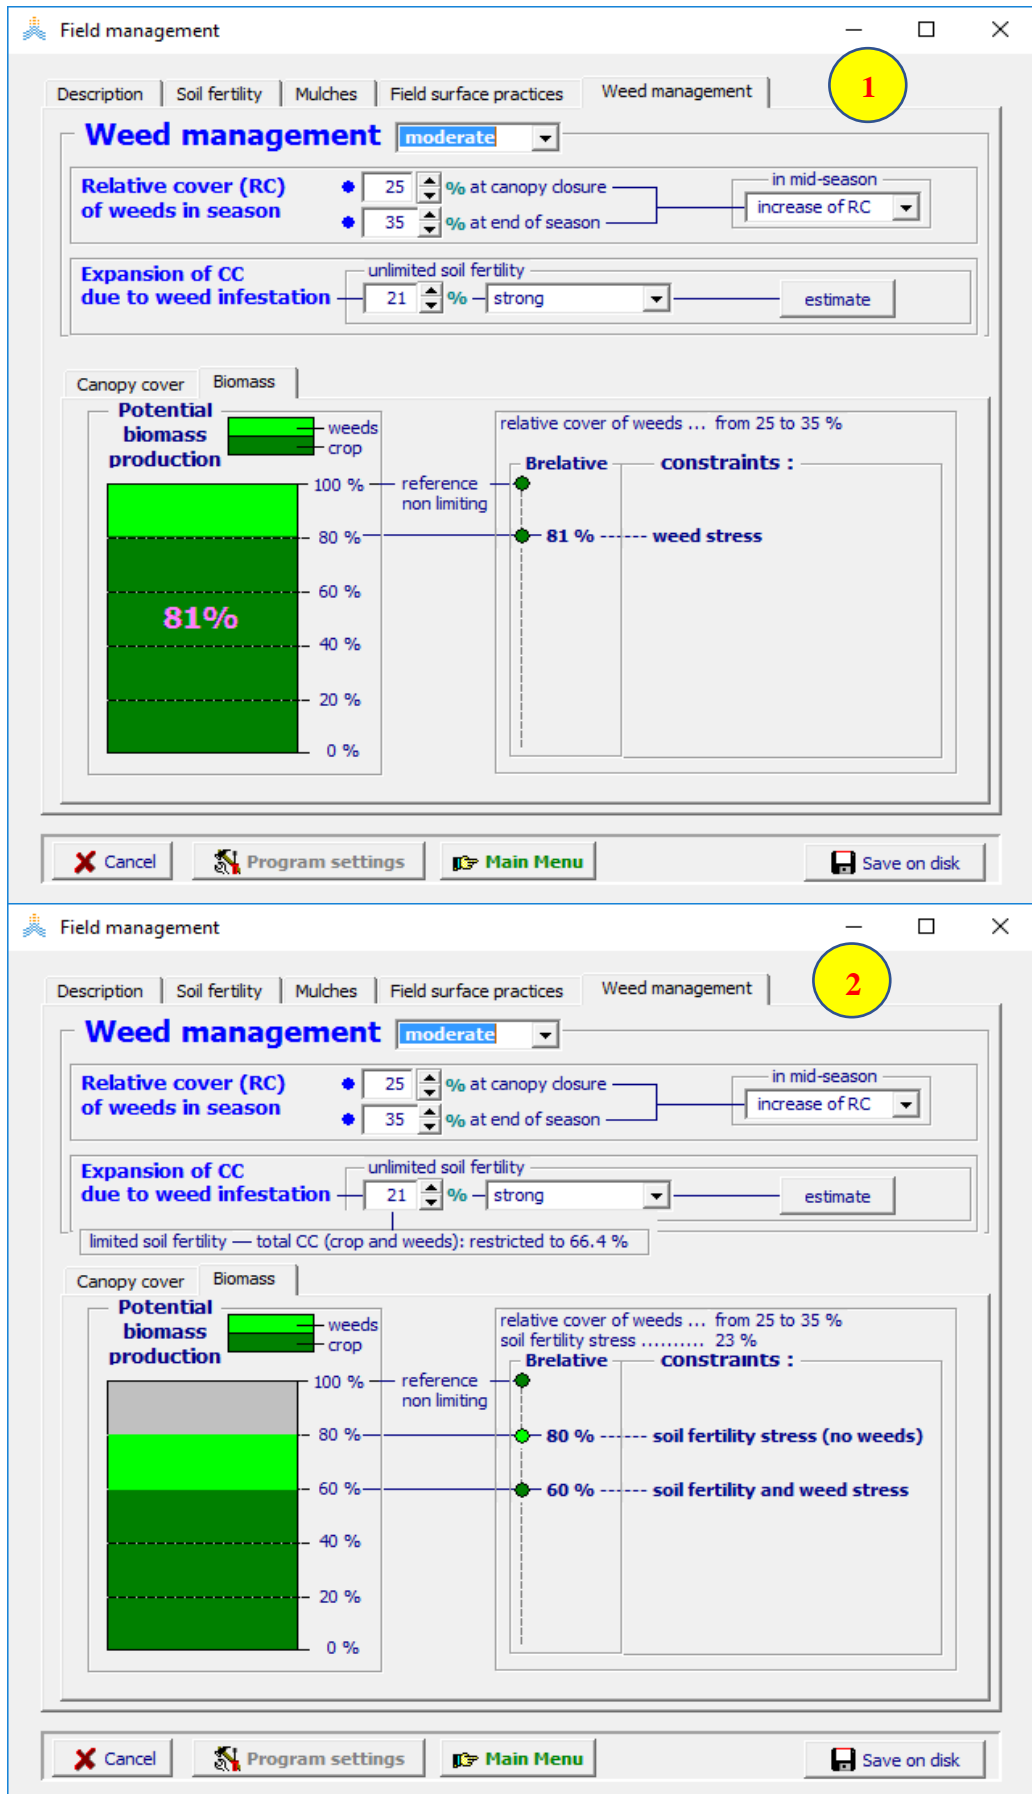 Field management
1
Description Soil fertility Mulches Field surface practices Weed management
Weed management moderate
Relative cover (RC)
of weeds in season
25 % at canopy closure
35 % at end of season
in mid-season
increase of RC
Expansion of CC
due to weed infestation
unlimited soil fertility
21 % strong estimate
Canopy cover Biomass
Potential
biomass
production
weeds
crop
100 %
80 %
60 %
40 %
20 %
0 %
81%
reference
non limiting
relative cover of weeds ... from 25 to 35 %
Brelative constraints :
81 % ------ weed stress
Cancel Program settings Main Menu Save on disk
Field management
2
Description Soil fertility Mulches Field surface practices Weed management
Weed management moderate
Relative cover (RC)
of weeds in season
25 % at canopy closure
35 % at end of season
in mid-season
increase of RC
Expansion of CC
due to weed infestation
unlimited soil fertility
21 % strong estimate
limited soil fertility — total CC (crop and weeds): restricted to 66.4 %
Canopy cover Biomass
Potential
biomass
production
weeds
crop
100 %
80 %
60 %
40 %
20 %
0 %
reference
non limiting
relative cover of weeds ... from 25 to 35 %
soil fertility stress .......... 23 %
Brelative constraints :
80 % ------ soil fertility stress (no weeds)
60 % ------ soil fertility and weed stress
Cancel Program settings Main Menu Save on disk